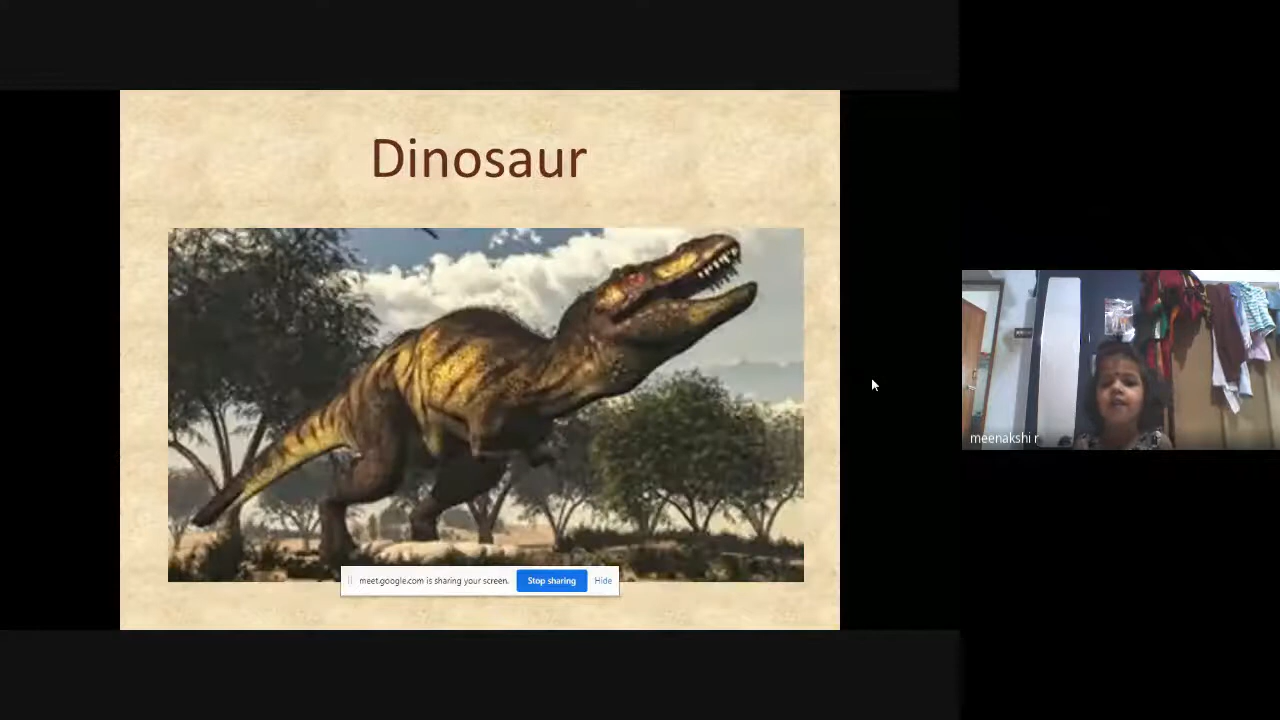 Dinosaur
meet.google.com is sharing your screen.
Stop sharing
Hide
meenakshi r